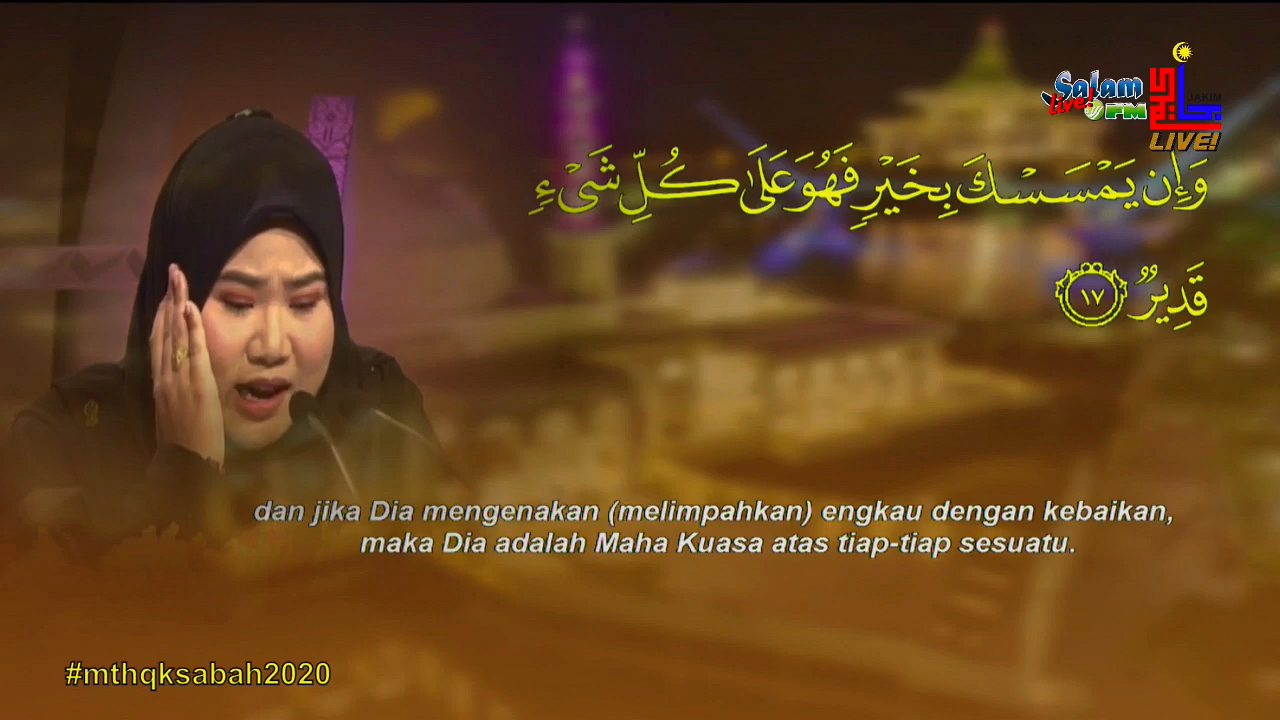 Salam
live! FM
JAKIM
LIVE!
وَإِن يَمْسَسْكَ بِخَيْرٍ فَهُوَ عَلَىٰ كُلِّ شَىْءٍ
قَدِيرٌ ١٧
dan jika Dia mengenakan (melimpahkan) engkau dengan kebaikan,
maka Dia adalah Maha Kuasa atas tiap-tiap sesuatu.
#mthqksabah2020